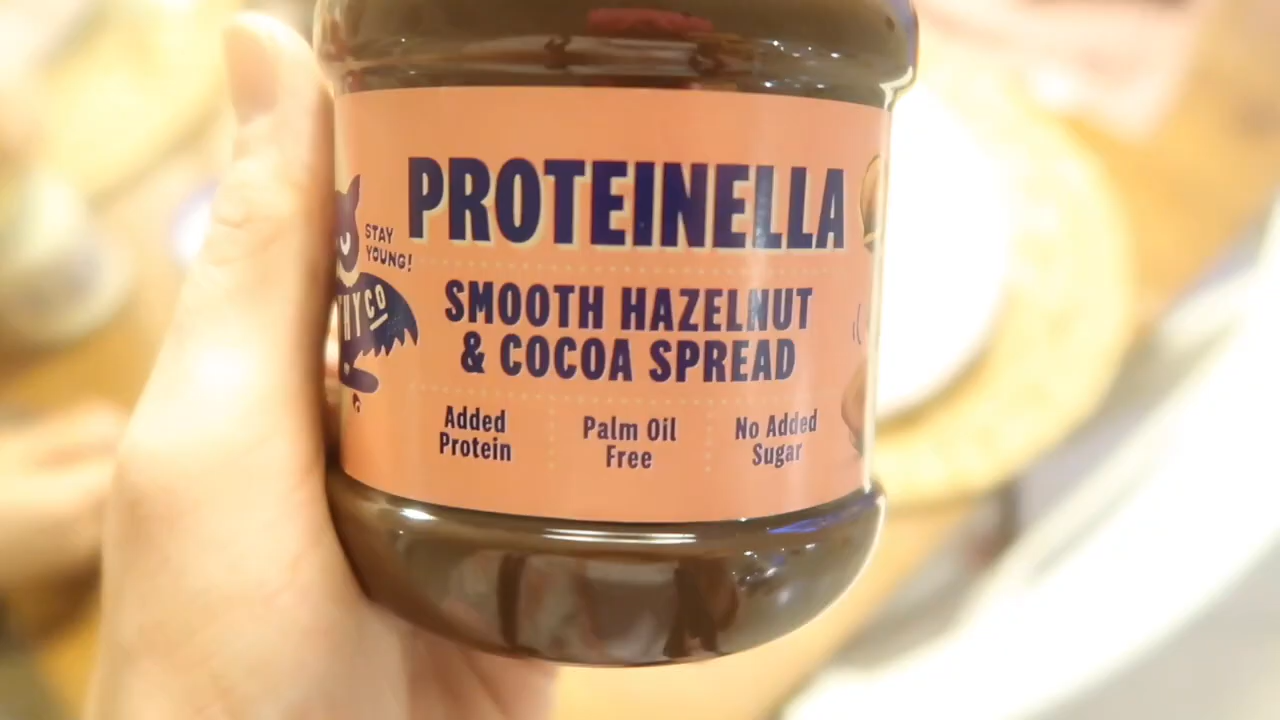 PROTEINELLA
STAY
YOUNG!
SMOOTH HAZELNUT
& COCOA SPREAD
Added
Protein
Palm Oil
Free
No Added
Sugar